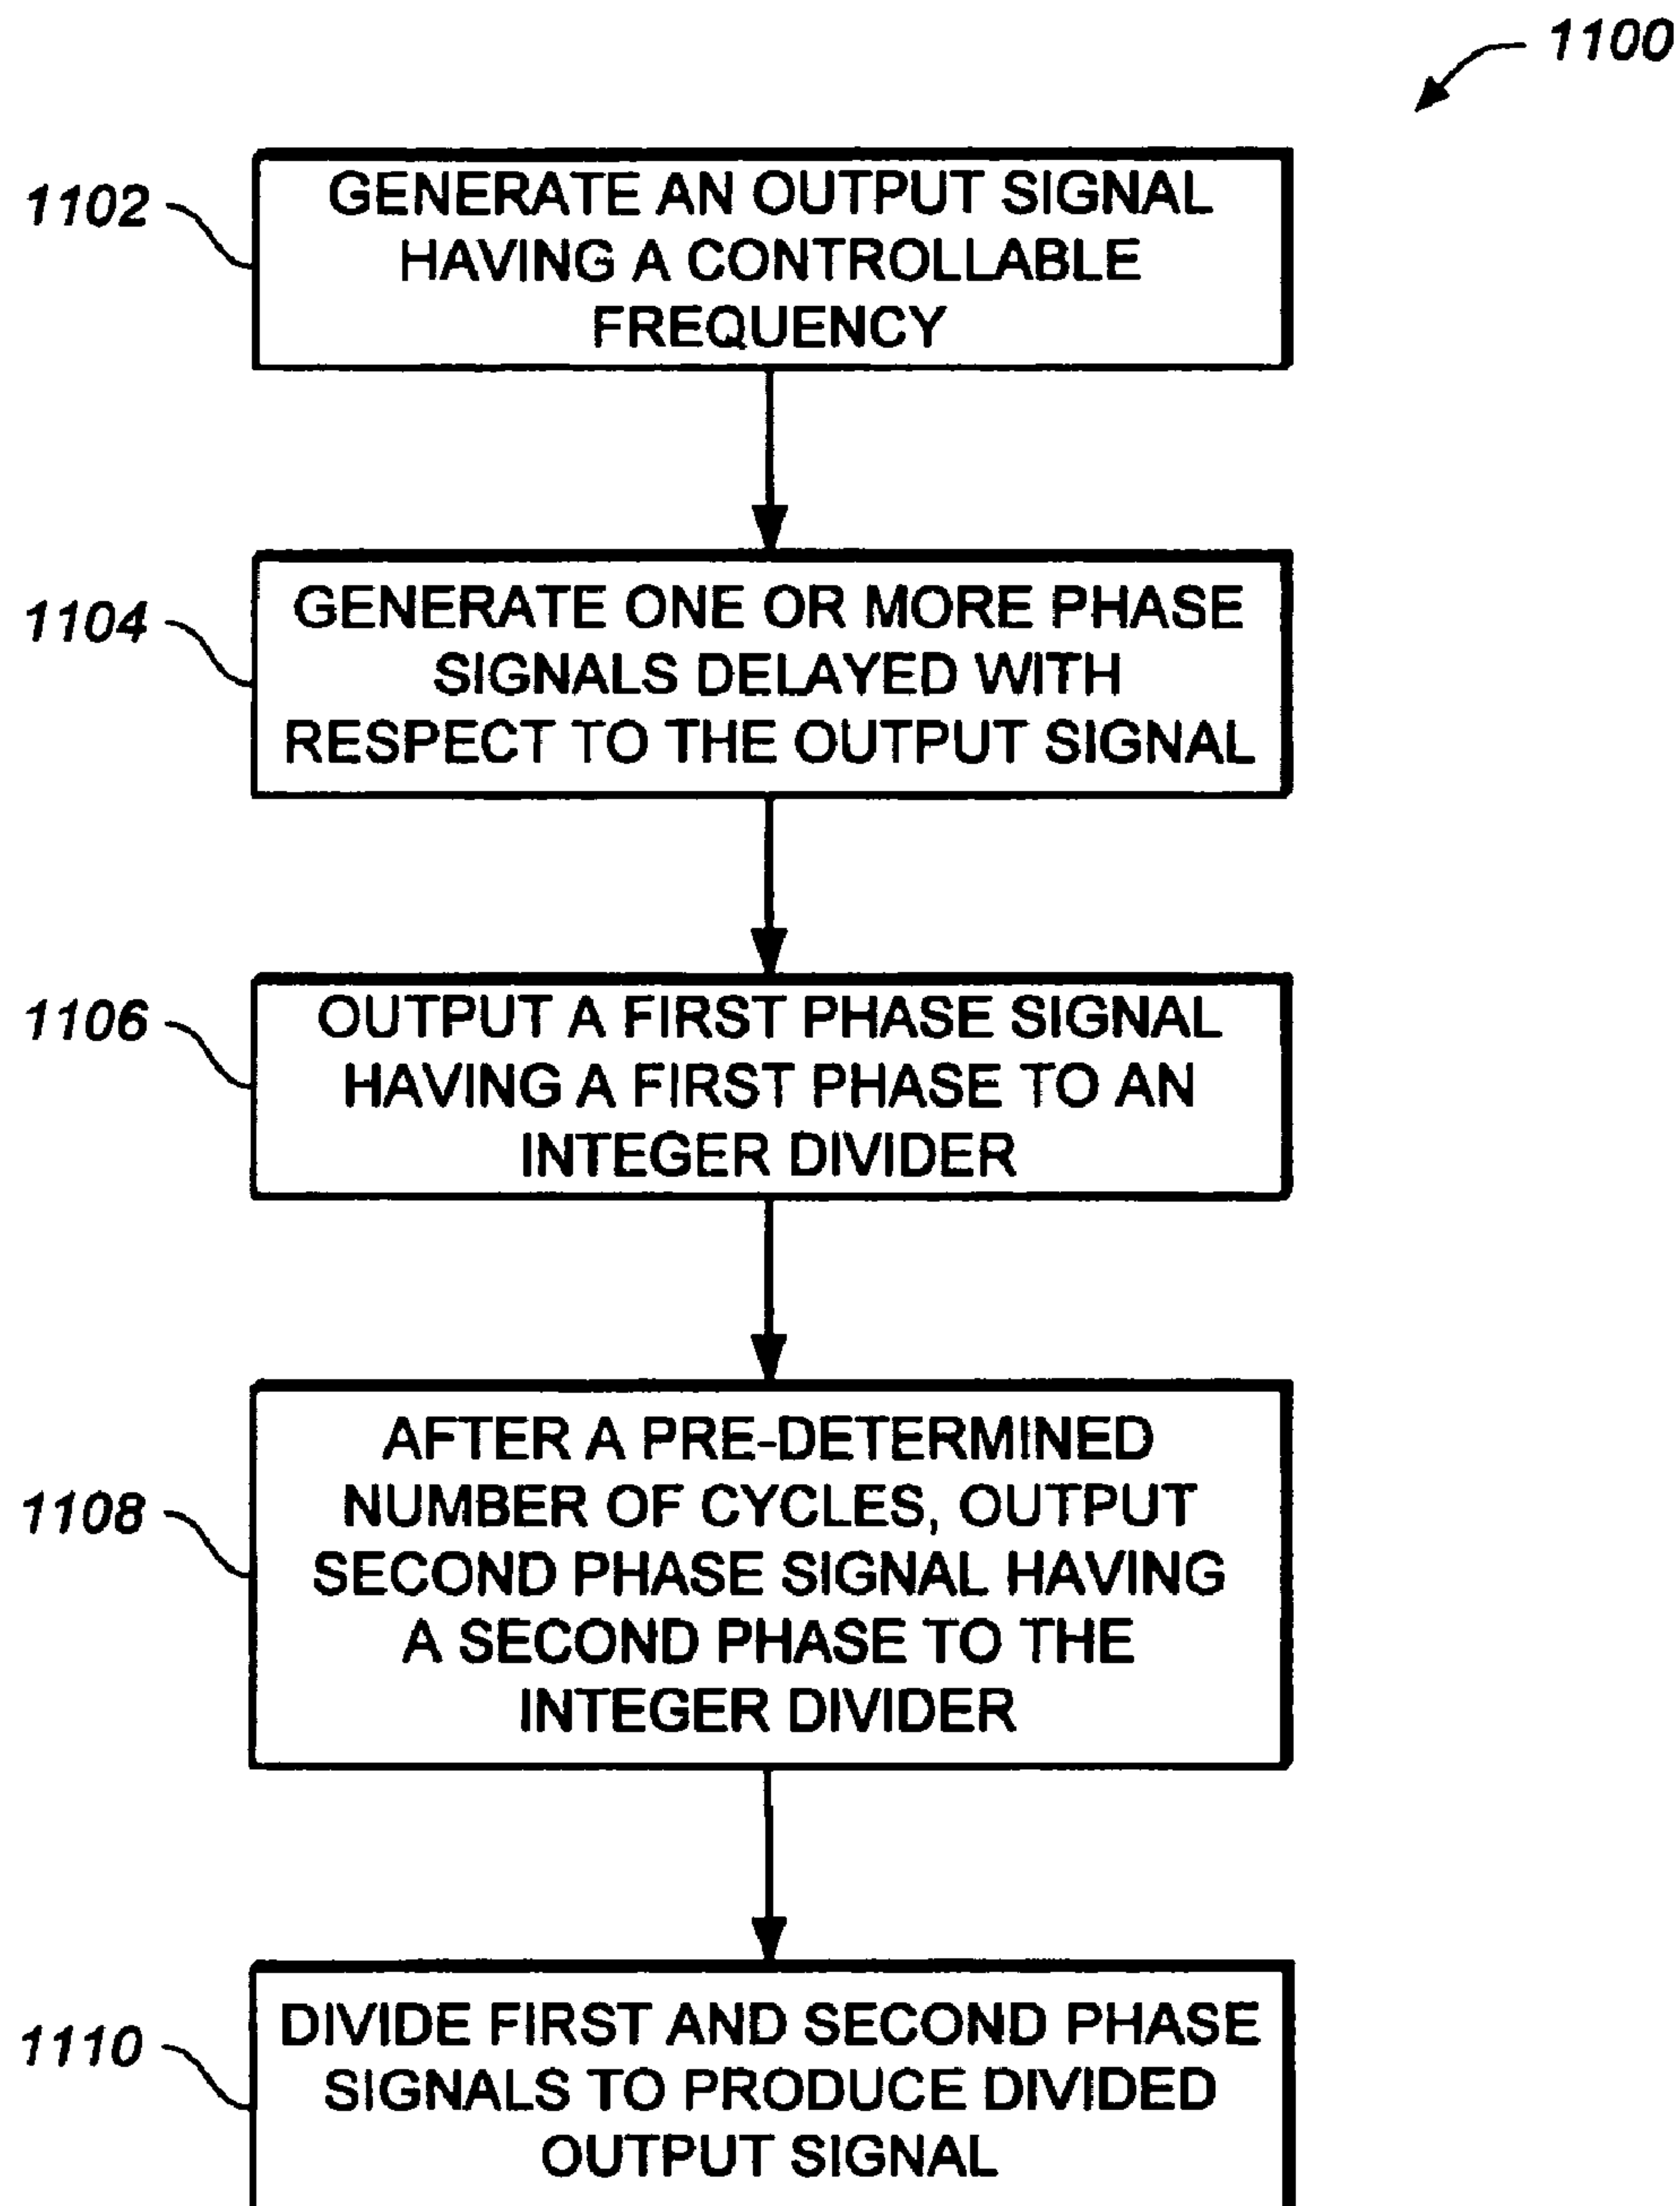 1100
1102
GENERATE AN OUTPUT SIGNAL
HAVING A CONTROLLABLE
FREQUENCY
1104
GENERATE ONE OR MORE PHASE
SIGNALS DELAYED WITH
RESPECT TO THE OUTPUT SIGNAL
1106
OUTPUT A FIRST PHASE SIGNAL
HAVING A FIRST PHASE TO AN
INTEGER DIVIDER
1108
AFTER A PRE-DETERMINED
NUMBER OF CYCLES, OUTPUT
SECOND PHASE SIGNAL HAVING
A SECOND PHASE TO THE
INTEGER DIVIDER
1110
DIVIDE FIRST AND SECOND PHASE
SIGNALS TO PRODUCE DIVIDED
OUTPUT SIGNAL